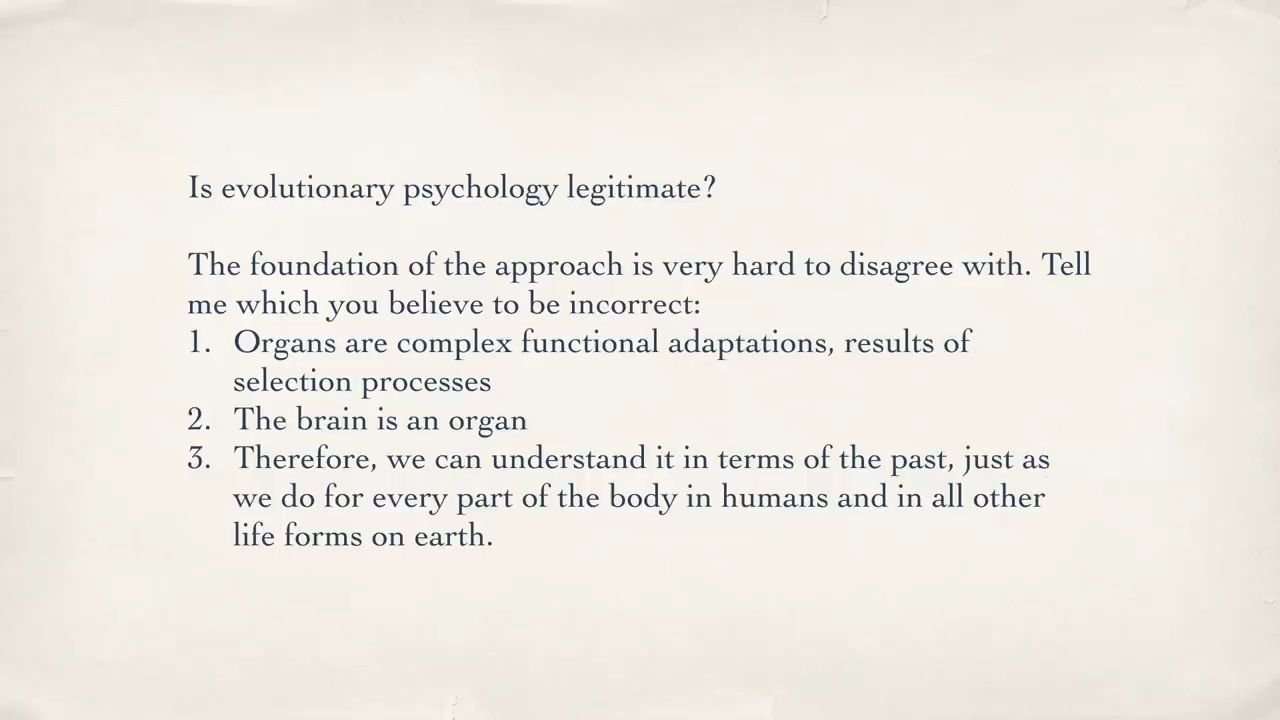 Is evolutionary psychology legitimate?
The foundation of the approach is very hard to disagree with. Tell
me which you believe to be incorrect:
1. Organs are complex functional adaptations, results of
selection processes
2. The brain is an organ
3. Therefore, we can understand it in terms of the past, just as
we do for every part of the body in humans and in all other
life forms on earth.